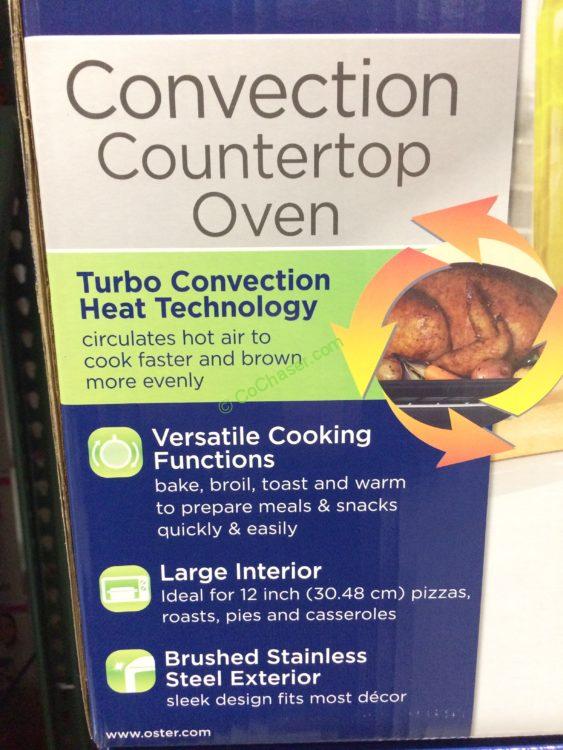 Convection
Countertop
Oven
Turbo Convection
Heat Technology
circulates hot air to
cook faster and brown
more evenly
© CoChaser.com
Versatile Cooking
Functions
bake, broil, toast and warm
to prepare meals & snacks
quickly & easily
Large Interior
Ideal for 12 inch (30.48 cm) pizzas,
roasts, pies and casseroles
Brushed Stainless
Steel Exterior
sleek design fits most décor
www.oster.com